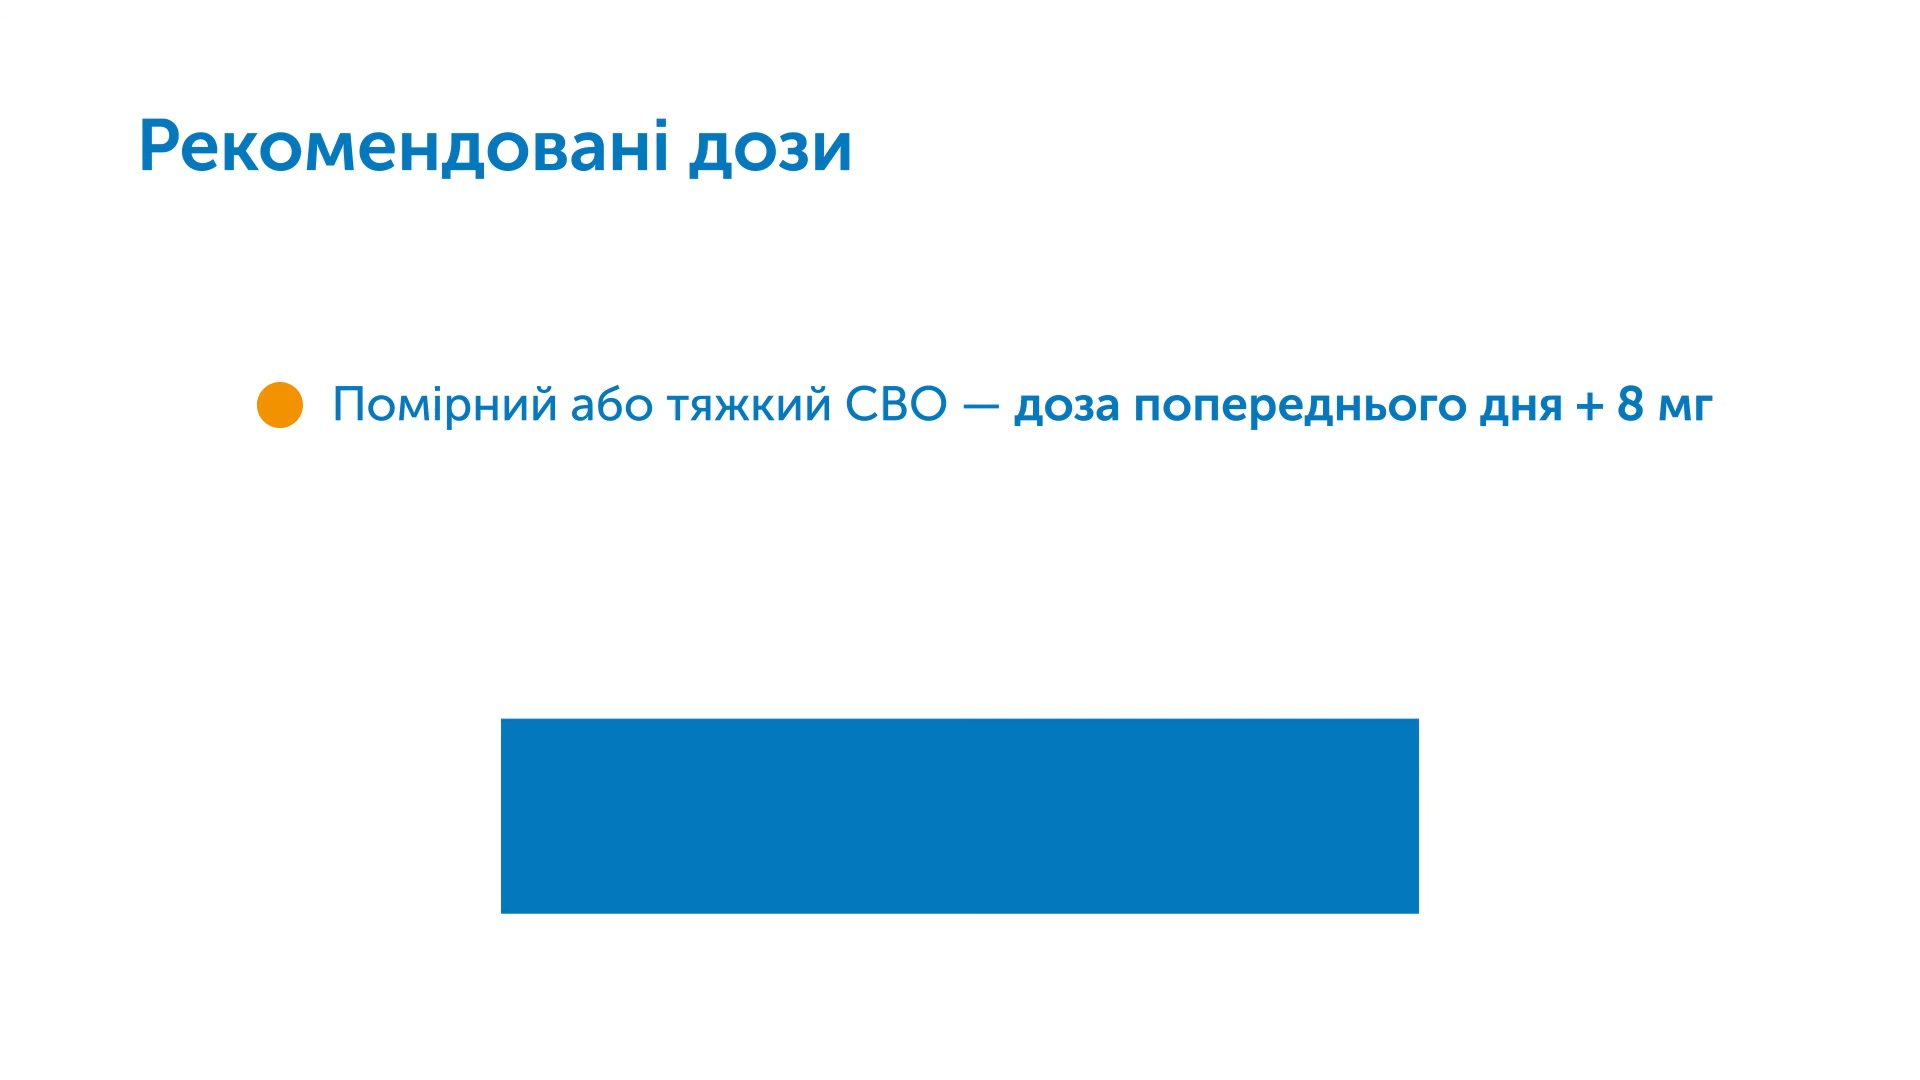 Рекомендовані дози
Помірний або тяжкий СВО — доза попереднього дня + 8 мг